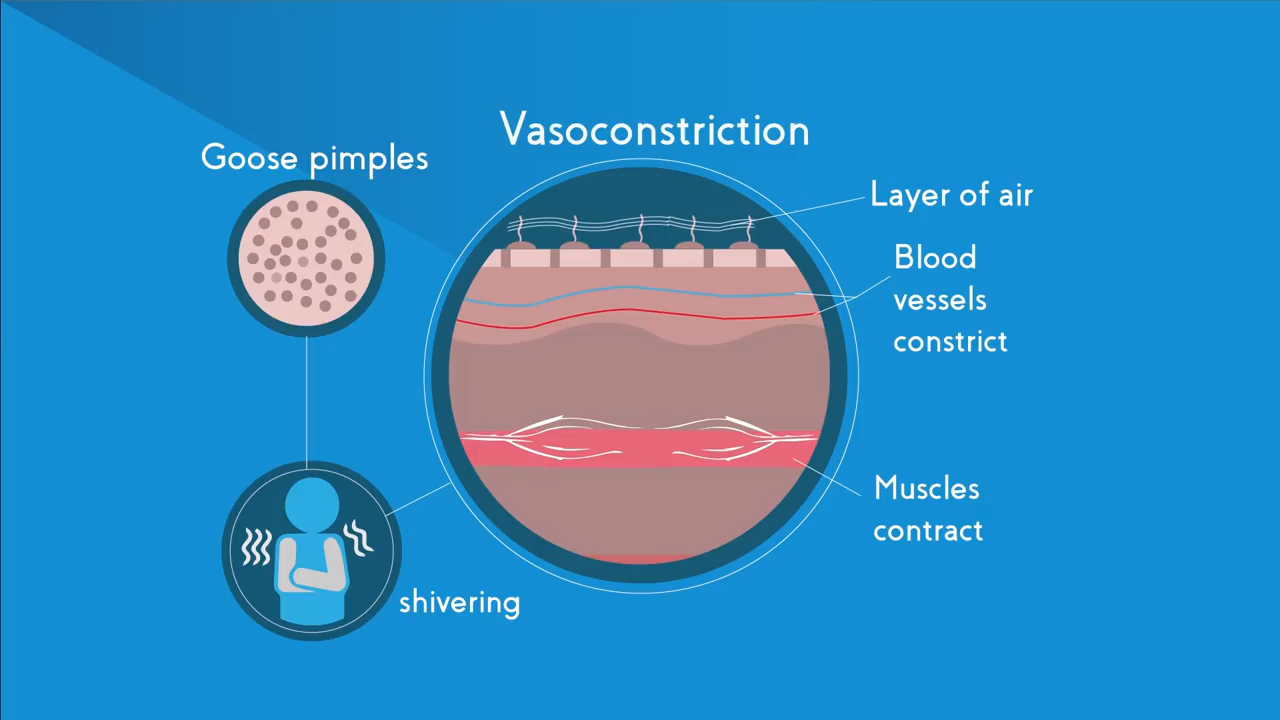 Vasoconstriction
Goose pimples
Layer of air
Blood
vessels
constrict
Muscles
contract
shivering